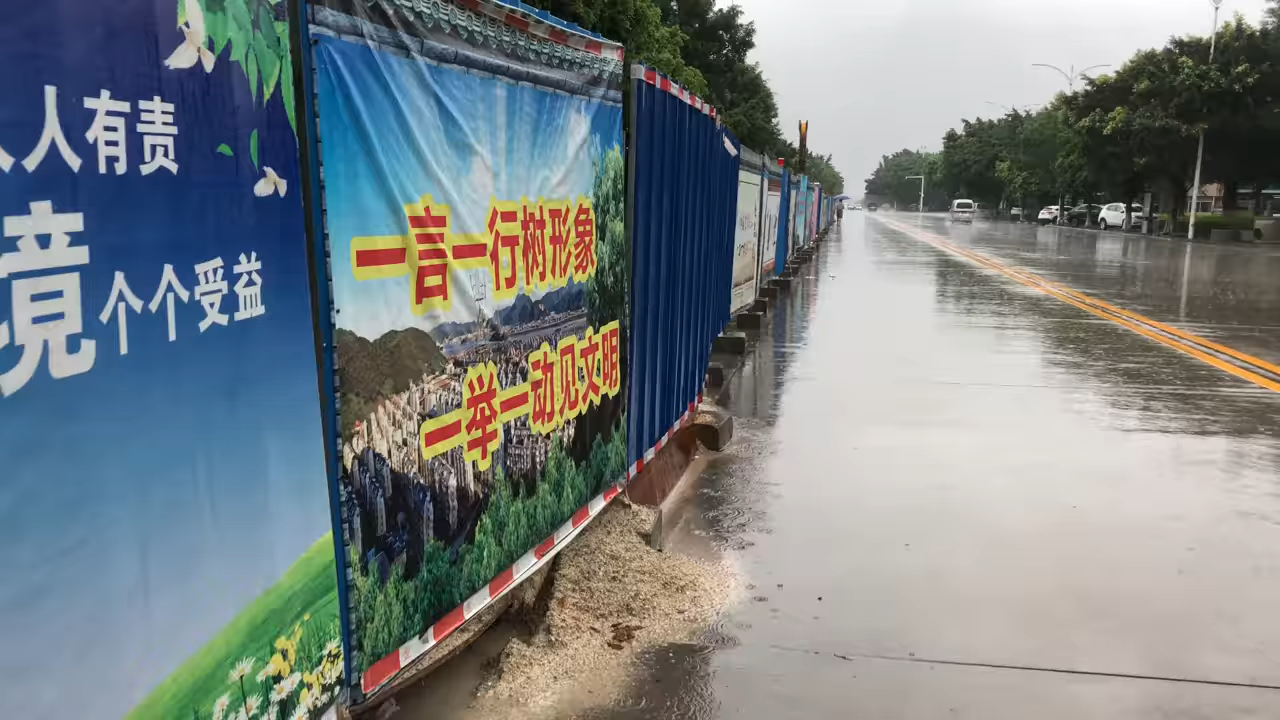 人人有责
境 个个受益
一言一行树形象
一举一动见文明